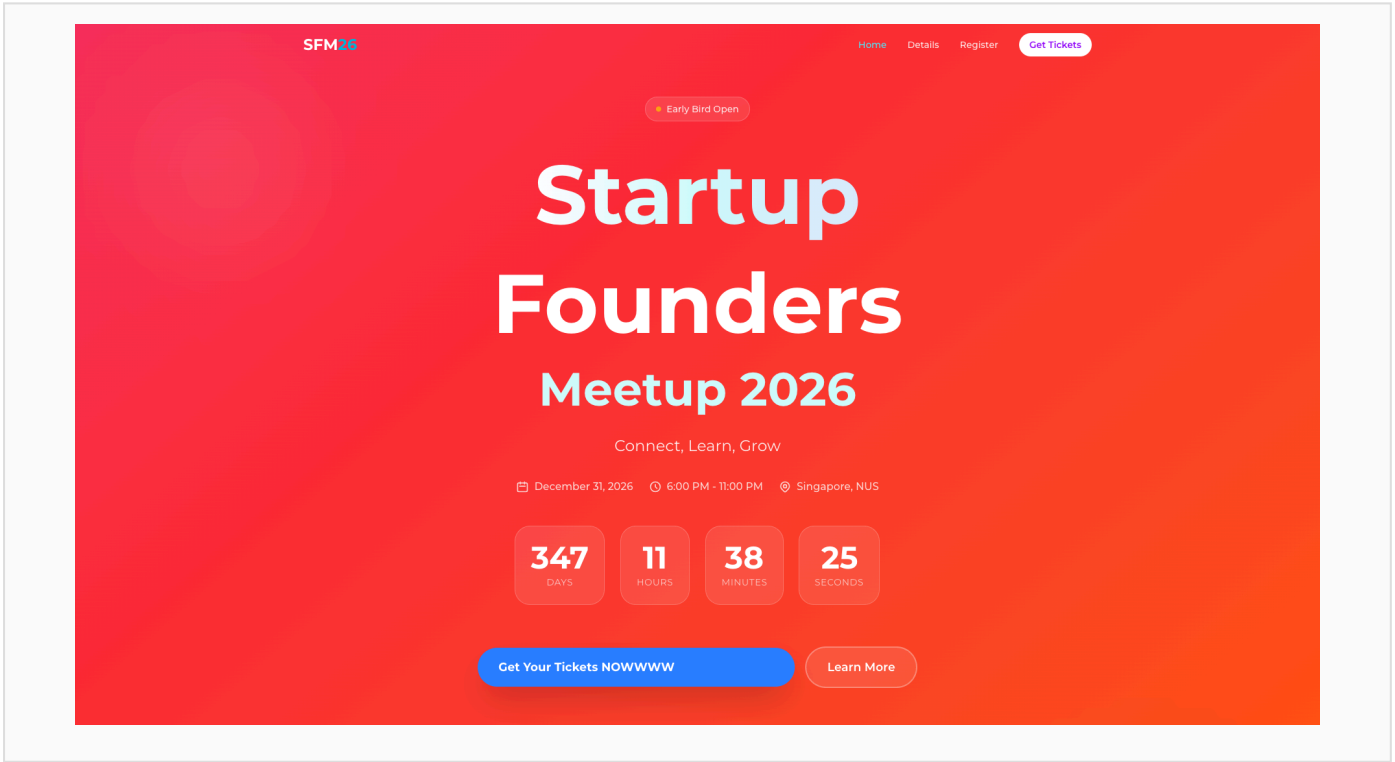 SFM26
Home Details Register Get Tickets
Early Bird Open
Startup
Founders
Meetup 2026
Connect, Learn, Grow
December 31, 2026 6:00 PM - 11:00 PM Singapore, NUS
347 11 38 25
DAYS HOURS MINUTES SECONDS
Get Your Tickets NOWWWW Learn More